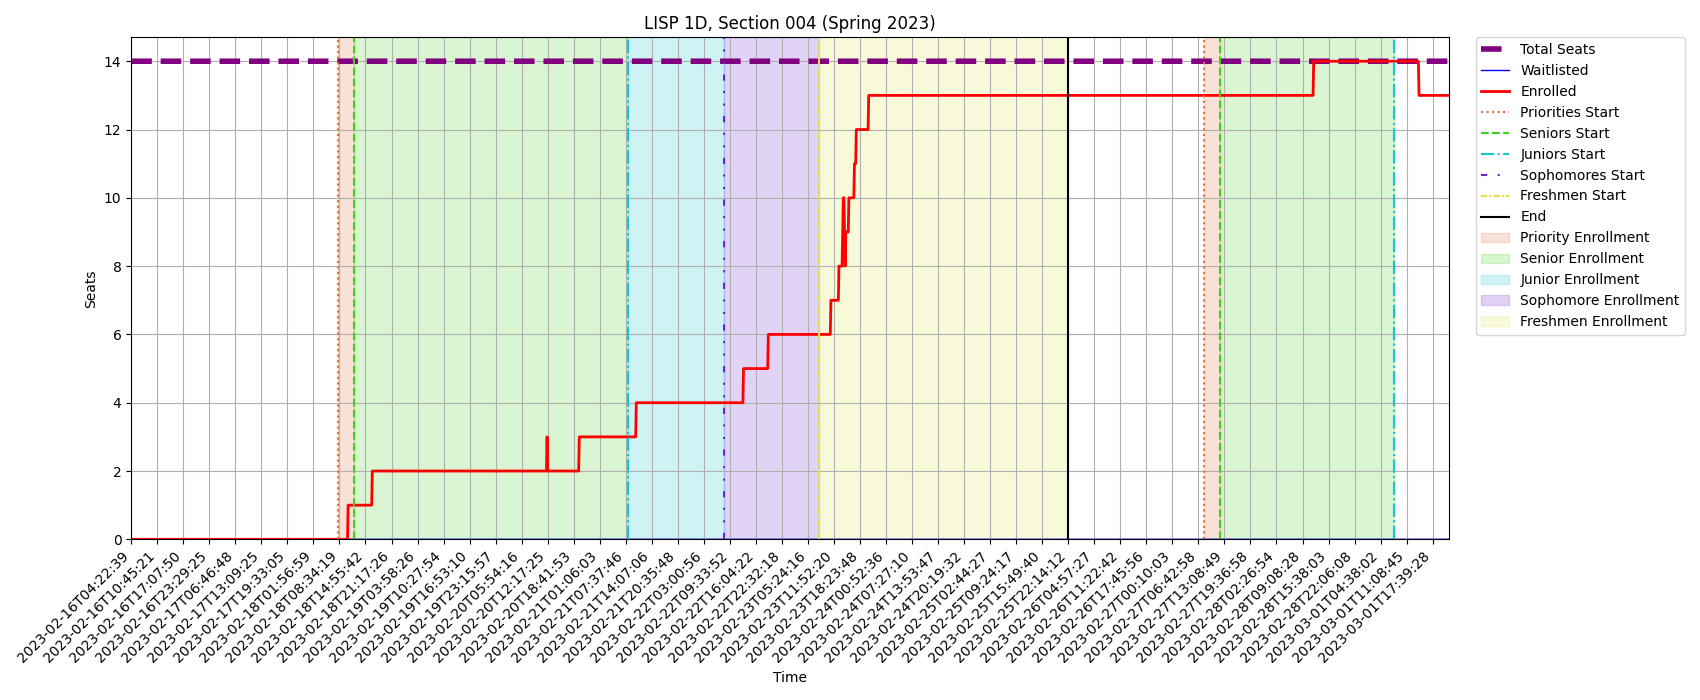 LISP 1D, Section 004 (Spring 2023)
Seats
14
12
10
8
6
4
2
0
2023-02-16T04:22:39
2023-02-16T10:45:21
2023-02-16T17:07:50
2023-02-16T23:29:25
2023-02-17T06:46:48
2023-02-17T13:09:25
2023-02-17T19:33:05
2023-02-18T01:56:59
2023-02-18T08:34:19
2023-02-18T14:55:42
2023-02-18T21:17:26
2023-02-19T03:58:26
2023-02-19T10:27:54
2023-02-19T16:53:10
2023-02-19T23:15:57
2023-02-20T05:54:16
2023-02-20T12:17:25
2023-02-20T18:41:53
2023-02-21T01:06:03
2023-02-21T07:37:46
2023-02-21T14:07:06
2023-02-21T20:35:48
2023-02-22T03:00:56
2023-02-22T09:33:52
2023-02-22T16:04:22
2023-02-22T22:32:18
2023-02-23T05:24:16
2023-02-23T11:52:20
2023-02-23T18:23:48
2023-02-24T00:52:36
2023-02-24T07:27:10
2023-02-24T13:53:47
2023-02-24T20:19:32
2023-02-25T02:44:27
2023-02-25T09:24:17
2023-02-25T15:49:40
2023-02-25T22:14:12
2023-02-26T04:57:27
2023-02-26T11:22:42
2023-02-26T17:45:56
2023-02-27T00:10:03
2023-02-27T06:42:58
2023-02-27T13:08:49
2023-02-27T19:36:58
2023-02-28T02:26:54
2023-02-28T09:08:28
2023-02-28T15:38:03
2023-02-28T22:06:08
2023-03-01T04:38:02
2023-03-01T11:08:45
2023-03-01T17:39:28
Time
Total Seats
Waitlisted
Enrolled
Priorities Start
Seniors Start
Juniors Start
Sophomores Start
Freshmen Start
End
Priority Enrollment
Senior Enrollment
Junior Enrollment
Sophomore Enrollment
Freshmen Enrollment